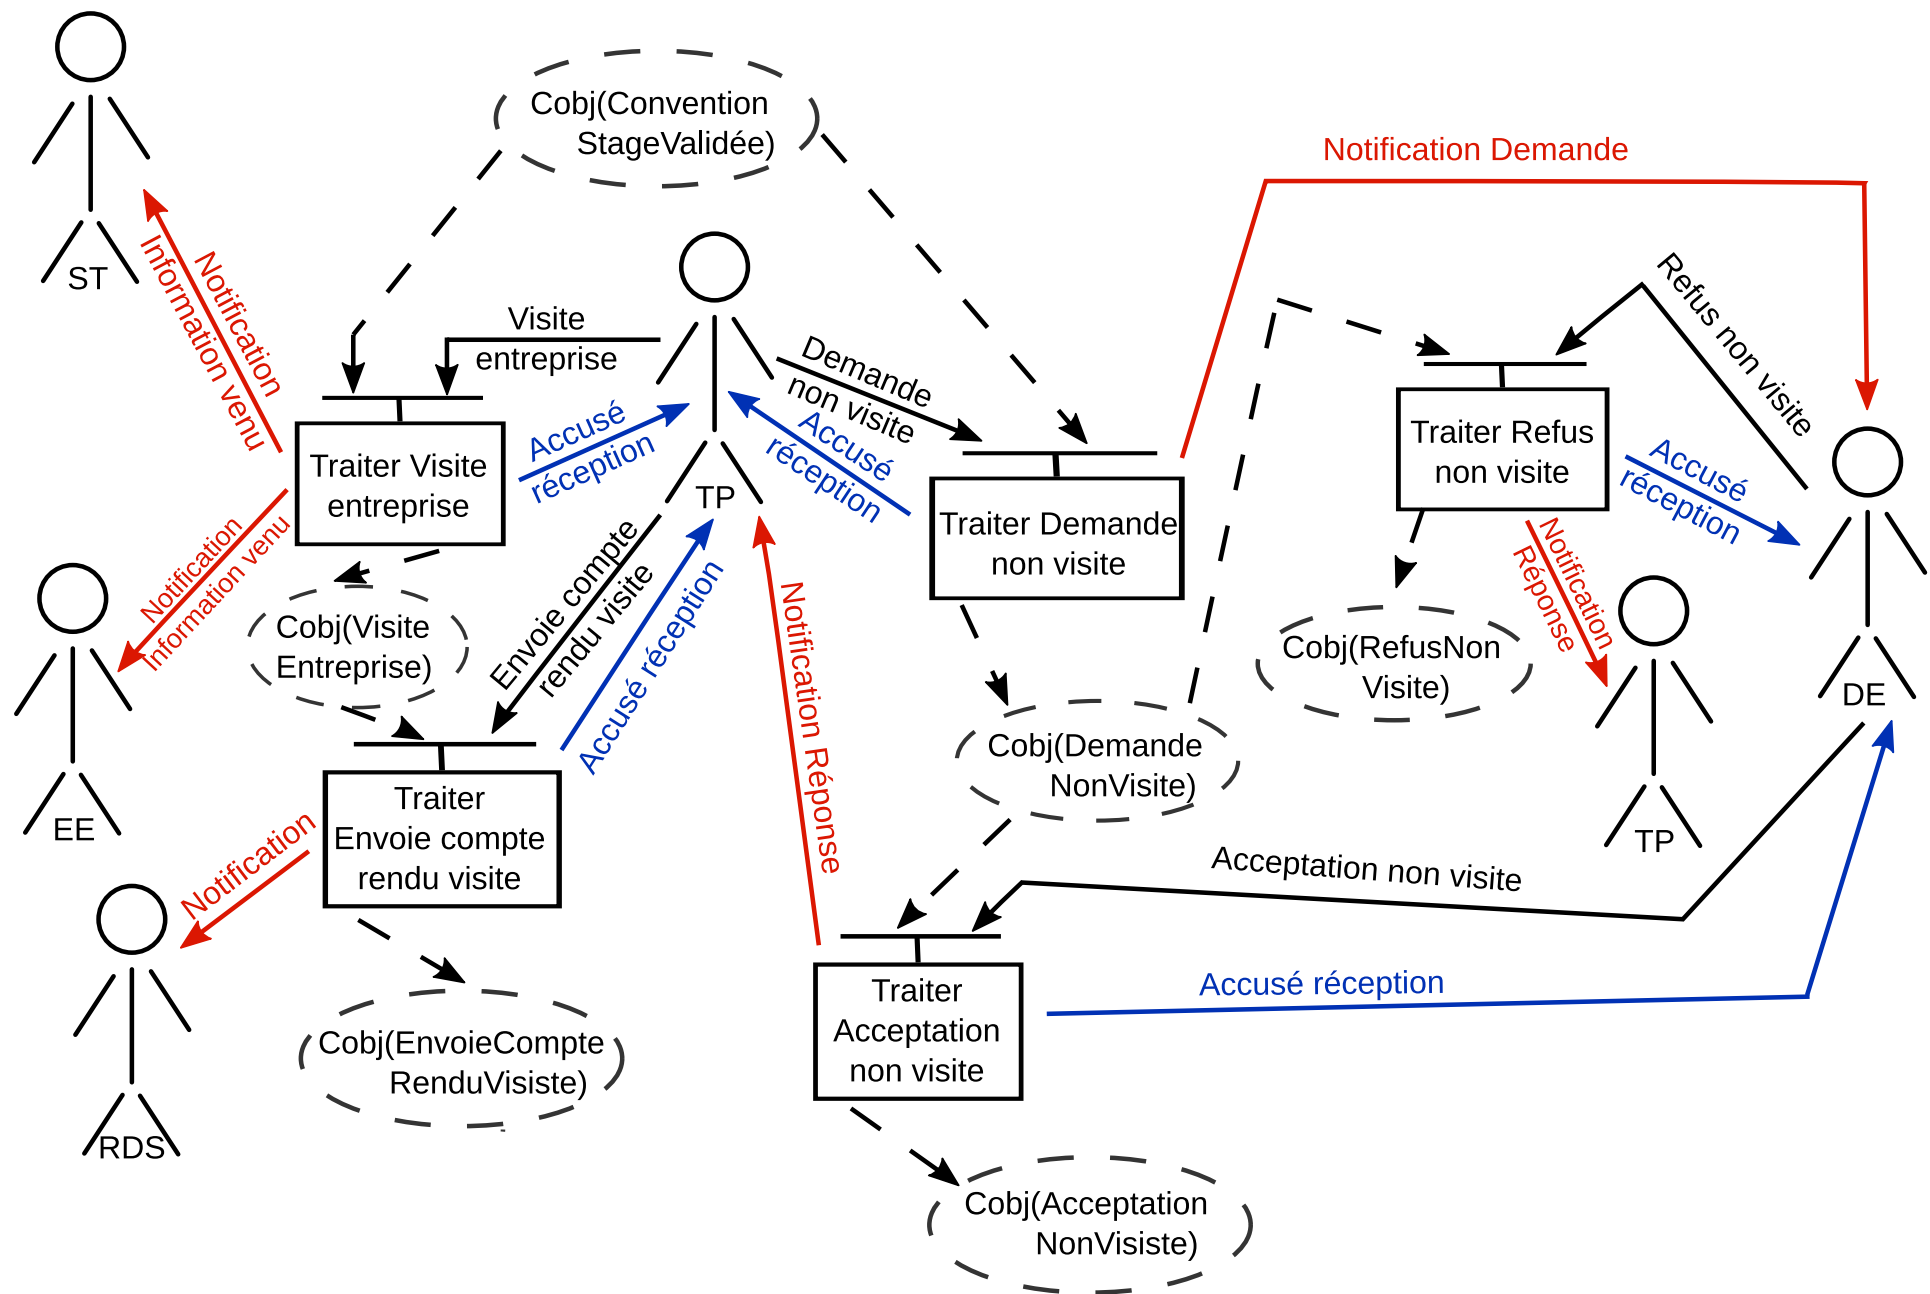 Cobj(Convention
StageValidée)
Notification Demande
ST
Notification
Information venu
Visite
entreprise
Demande
non visite
Refus non visite
Accusé
réception
TP
Accusé
réception
Traiter Visite
entreprise
Traiter Demande
non visite
Traiter Refus
non visite
Accusé
réception
Notification
Information venu
Notification
Réponse
Cobj(Visite
Entreprise)
Envoie compte
rendu visite
Accusé réception
Notification Réponse
Cobj(RefusNon
Visite)
DE
Cobj(Demande
NonVisite)
EE
TP
Traiter
Envoie compte
rendu visite
Notification
Acceptation non visite
Accusé réception
Traiter
Acceptation
non visite
Cobj(EnvoieCompte
RenduVisiste)
RDS
Cobj(Acceptation
NonVisiste)